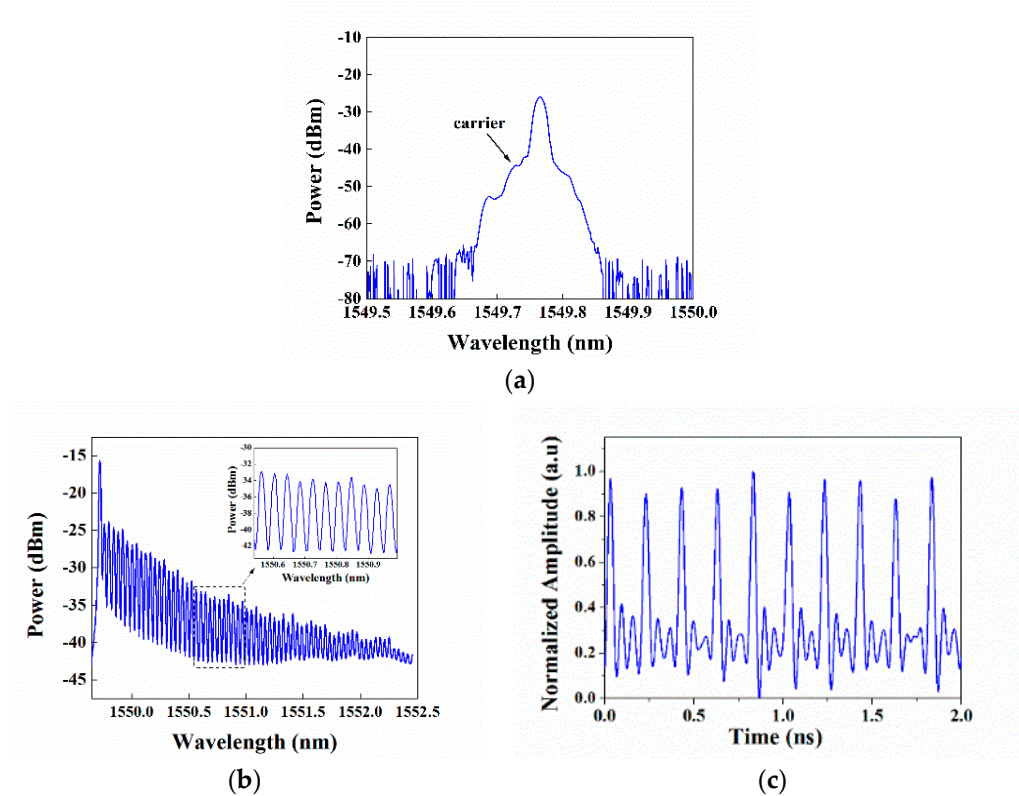 -10
-20
-30
-40
-50
-60
-70
-80
Power (dBm)
carrier
1549.5 1549.6 1549.7 1549.8 1549.9 1550.0
Wavelength (nm)
(a)
-15
-20
-25
-30
-35
-40
-45
Power (dBm)
-30
-32
-34
-36
-38
-40
-42
Power (dBm)
1550.6 1550.7 1550.8 1550.9
Wavelength (nm)
1550.0 1550.5 1551.0 1551.5 1552.0 1552.5
Wavelength (nm)
(b)
1.0
0.8
0.6
0.4
0.2
0.0
Normalized Amplitude (a.u)
0.0 0.5 1.0 1.5 2.0
Time (ns)
(c)